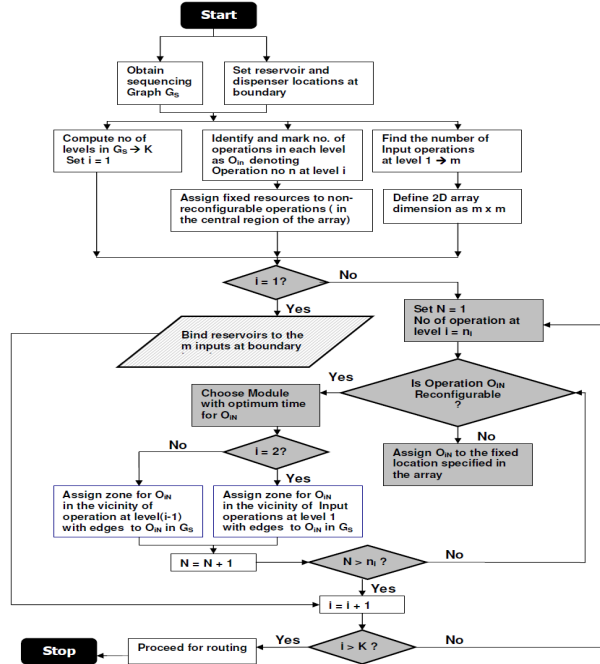 Start
Obtain
sequencing
Graph GS
Set reservoir and
dispenser locations at
boundary
Compute no of
levels in GS → K
Set i = 1
Identify and mark no. of
operations in each level
as Oin denoting
Operation no n at level i
Find the number of
Input operations
at level 1 → m
Assign fixed resources to non-
reconfigurable operations ( in
the central region of the array)
Define 2D array
dimension as m x m
i = 1?
No
Yes
Set N = 1
No of operation at
level i = ni
Bind reservoirs to the
m inputs at boundary
Is Operation OiN
Reconfigurable
?
Yes
No
Choose Module
with optimum time
for OiN
Assign OiN to the fixed
location specified in
the array
i = 2?
No
Yes
Assign zone for OiN
in the vicinity of
operation at level(i-1)
with edges to OiN in GS
Assign zone for OiN
in the vicinity of Input
operations at level 1
with edges to OiN in GS
N = N + 1
N > ni ?
No
Yes
i = i + 1
i > K ?
Yes
No
Proceed for routing
Stop